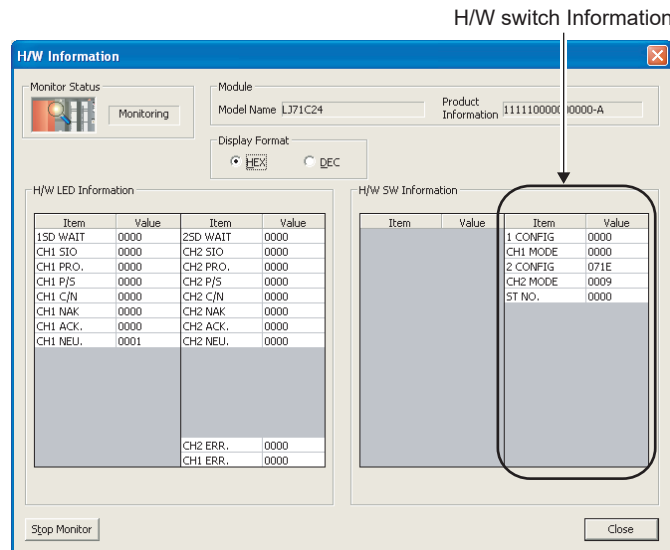 H/W switch Information
H/W Information
Monitor Status
Monitoring
Module
Model Name LJ71C24
Product Information 111110000000000-A
Display Format
HEX DEC
H/W LED Information
Item Value Item Value
1SD WAIT 0000 2SD WAIT 0000
CH1 SIO 0000 CH2 SIO 0000
CH1 PRO. 0000 CH2 PRO. 0000
CH1 P/S 0000 CH2 P/S 0000
CH1 C/N 0000 CH2 C/N 0000
CH1 NAK 0000 CH2 NAK 0000
CH1 ACK. 0000 CH2 ACK. 0000
CH1 NEU. 0001 CH2 NEU. 0000
CH2 ERR. 0000
CH1 ERR. 0000
H/W SW Information
Item Value Item Value
1 CONFIG 0000
CH1 MODE 0000
2 CONFIG 071E
CH2 MODE 0009
ST NO. 0000
Stop Monitor
Close